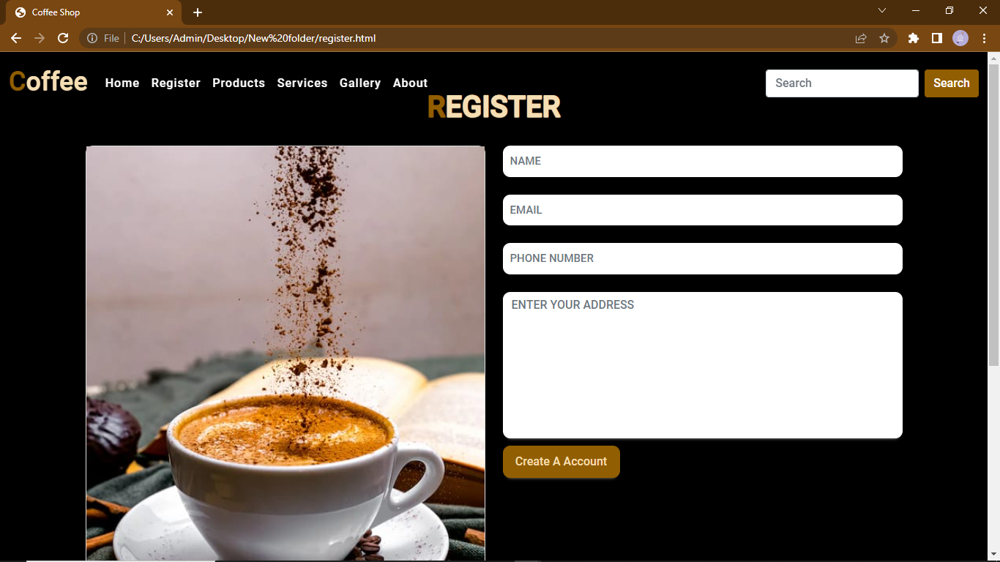 Coffee Shop
File C:/Users/Admin/Desktop/New%20folder/register.html
Coffee Home Register Products Services Gallery About Search Search
REGISTER
NAME
EMAIL
PHONE NUMBER
ENTER YOUR ADDRESS
Create A Account